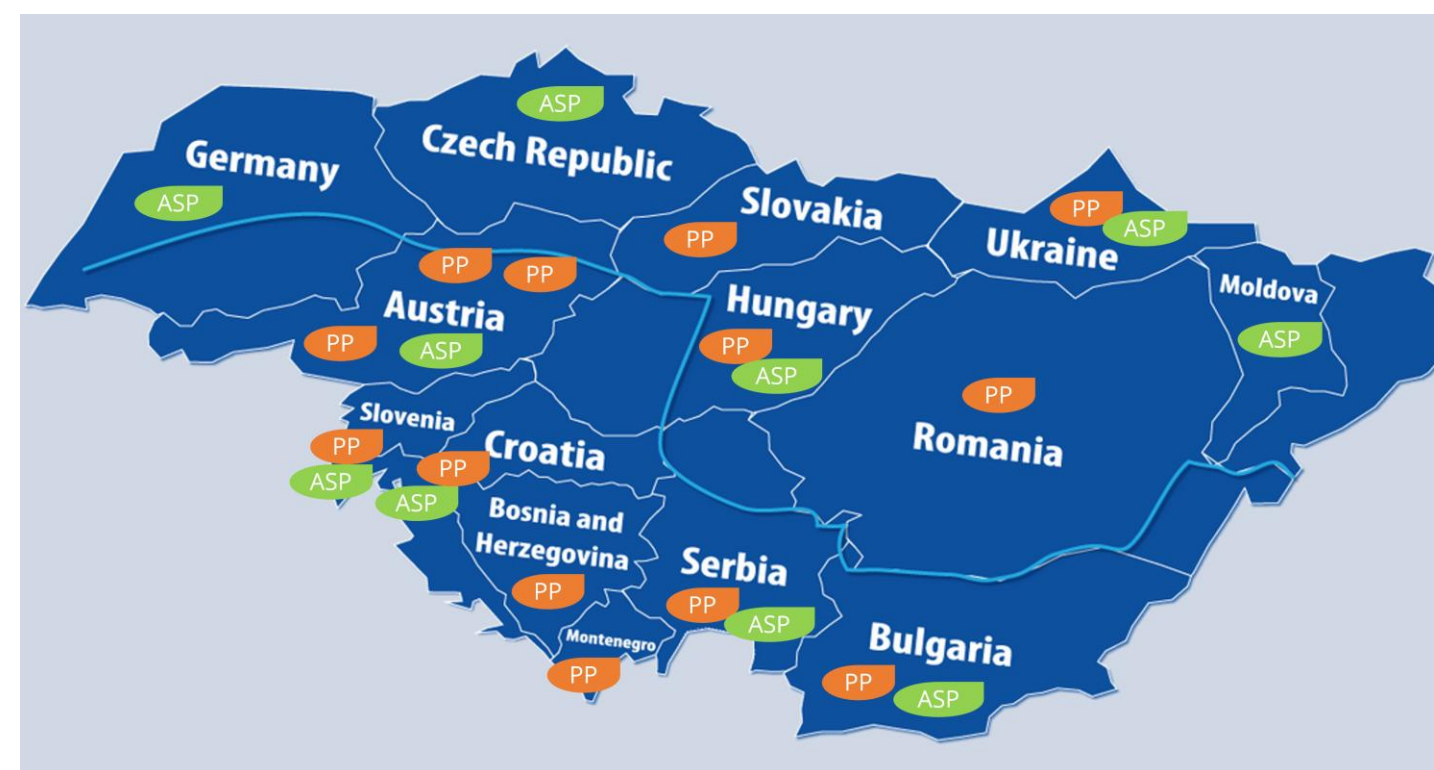 ASP
Czech Republic
Germany
ASP
Slovakia
PP
PP
ASP
Ukraine
PP
PP
Austria
PP
ASP
Hungary
PP
ASP
Moldova
ASP
PP
Romania
Slovenia
PP
ASP
Croatia
PP
ASP
Bosnia and
Herzegovina
PP
Serbia
PP
ASP
Montenegro
PP
Bulgaria
PP
ASP